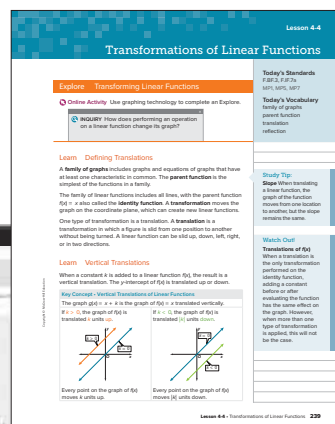 Lesson 4-4
Transformations of Linear Functions
Explore Transforming Linear Functions
Online Activity Use graphing technology to complete an Explore.
INQUIRY How does performing an operation
on a linear function change its graph?
Learn Defining Translations
A family of graphs includes graphs and equations of graphs that have
at least one characteristic in common. The parent function is the
simplest of the functions in a family.
The family of linear functions includes all lines, with the parent function
f(x) = x also called the identity function. A transformation moves the
graph on the coordinate plane, which can create new linear functions.
One type of transformation is a translation. A translation is a
transformation in which a figure is slid from one position to another
without being turned. A linear function can be slid up, down, left, right,
or in two directions.
Learn Vertical Translations
When a constant k is added to a linear function f(x), the result is a
vertical translation. The y-intercept of f(x) is translated up or down.
Key Concept • Vertical Translations of Linear Functions
The graph g(x) = x + k is the graph of f(x) = x translated vertically.
If k > 0, the graph of f(x) is
translated k units up.
k > 0
k = 0
Every point on the graph of f(x)
moves k units up.
If k < 0, the graph of f(x) is
translated |k| units down.
k = 0
k < 0
Every point on the graph of f(x)
moves |k| units down.
Today's Standards
F.BF.3, F.IF.7a
MP1, MP5, MP7
Today's Vocabulary
family of graphs
parent function
translation
reflection
Study Tip:
Slope When translating
a linear function, the
graph of the function
moves from one location
to another, but the slope
remains the same.
Watch Out!
Translations of f(x)
When a translation is
the only transformation
performed on the
identity function,
adding a constant
before or after
evaluating the function
has the same effect on
the graph. However,
when more than one
type of transformation
is applied, this will not
be the case.
Lesson 4-4 • Transformations of Linear Functions 239